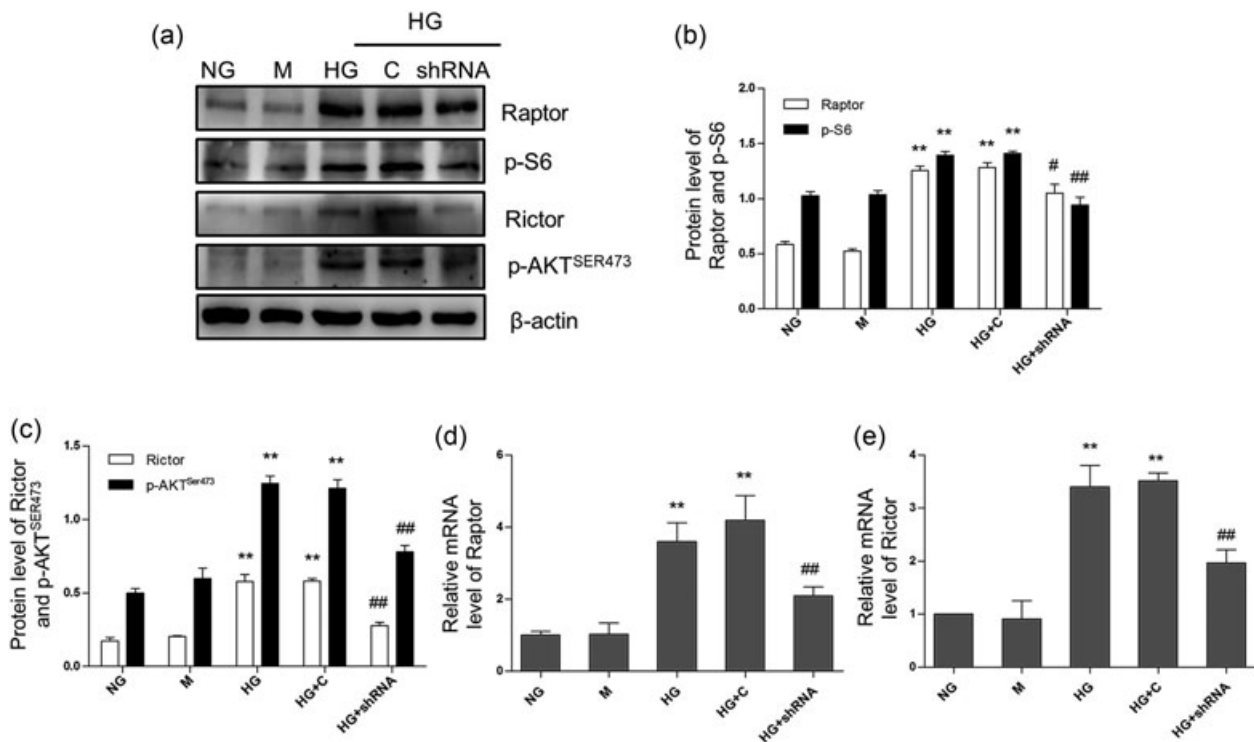 (a)
HG
NG M HG C shRNA
Raptor
p-S6
Rictor
p-AKT^SER473
β-actin
(b)
Protein level of
Raptor and p-S6
2.0
1.5
1.0
0.5
0.0
Raptor
p-S6
** ** ** ** # ##
NG M HG HG+C HG+shRNA
(c)
Protein level of Rictor
and p-AKT^SER473
1.5
1.0
0.5
0.0
Rictor
p-AKT^Ser473
** ** ** ** ## ##
NG M HG HG+C HG+shRNA
(d)
Relative mRNA
level of Raptor
6
4
2
0
** ** ##
NG M HG HG+C HG+shRNA
(e)
Relative mRNA
level of Rictor
4
3
2
1
0
** ** ##
NG M HG HG+C HG+shRNA